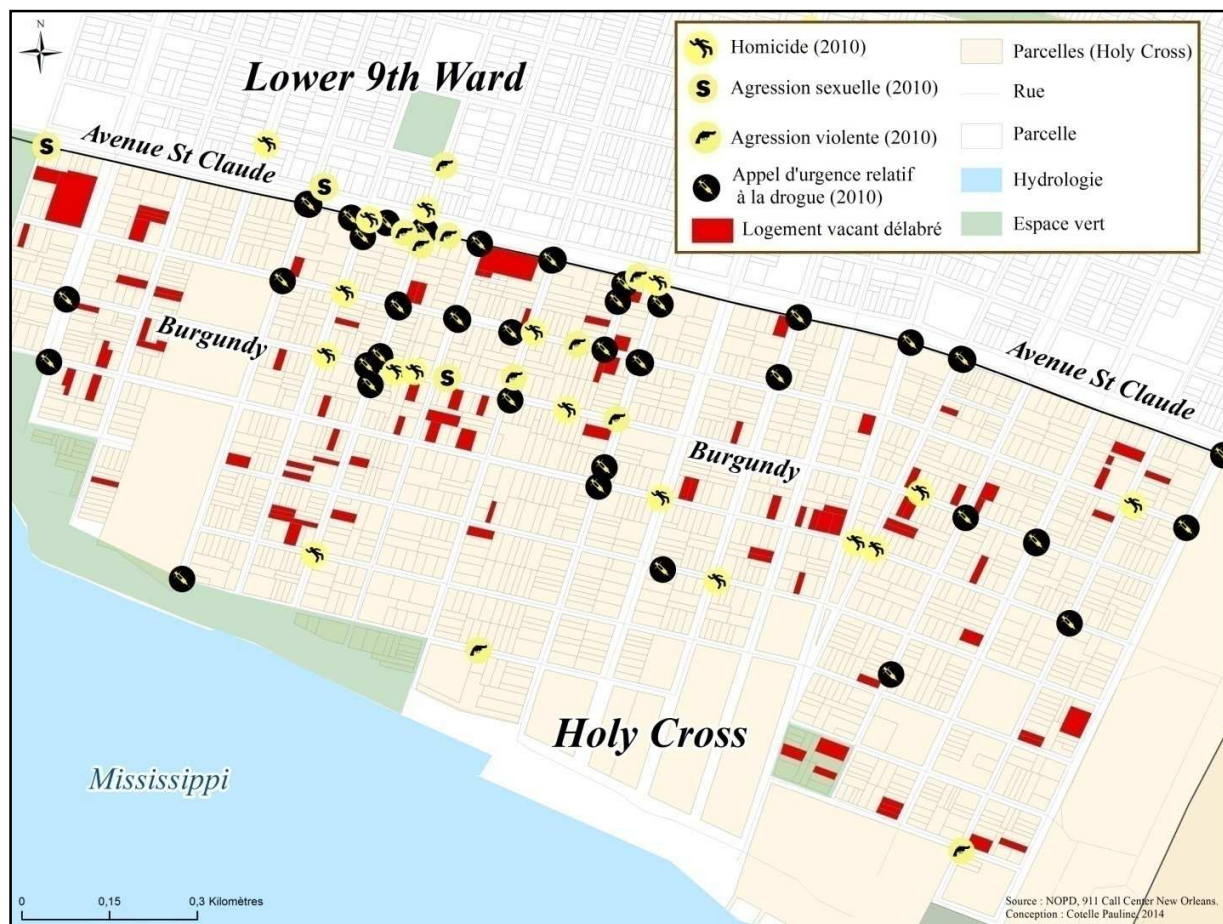 N
Lower 9th Ward
Avenue St Claude
Homicide (2010)
Agression sexuelle (2010)
Agression violente (2010)
Appel d'urgence relatif
à la drogue (2010)
Logement vacant délabré
Parcelles (Holy Cross)
Rue
Parcelle
Hydrologie
Espace vert
S
S
S
S
Burgundy
Avenue St Claude
Burgundy
Holy Cross
Mississippi
0 0,15 0,3 Kilomètres
Source : NOPD, 911 Call Center New Orleans.
Conception : Cotelle Pauline, 2014